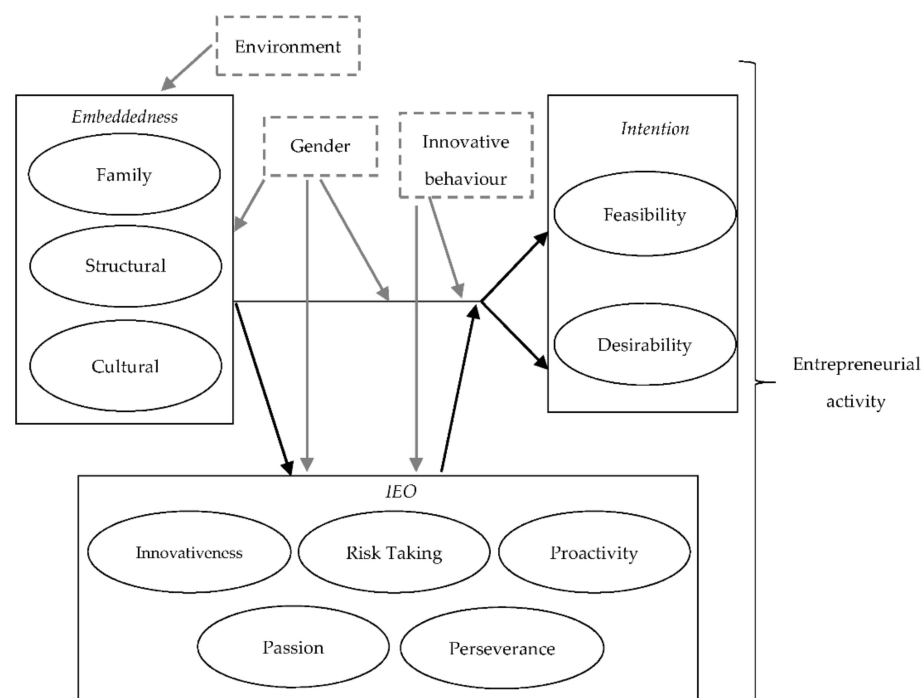 Environment
Embeddedness
Family
Structural
Cultural
Gender
Innovative
behaviour
Intention
Feasibility
Desirability
Entrepreneurial
activity
IEO
Innovativeness
Risk Taking
Proactivity
Passion
Perseverance